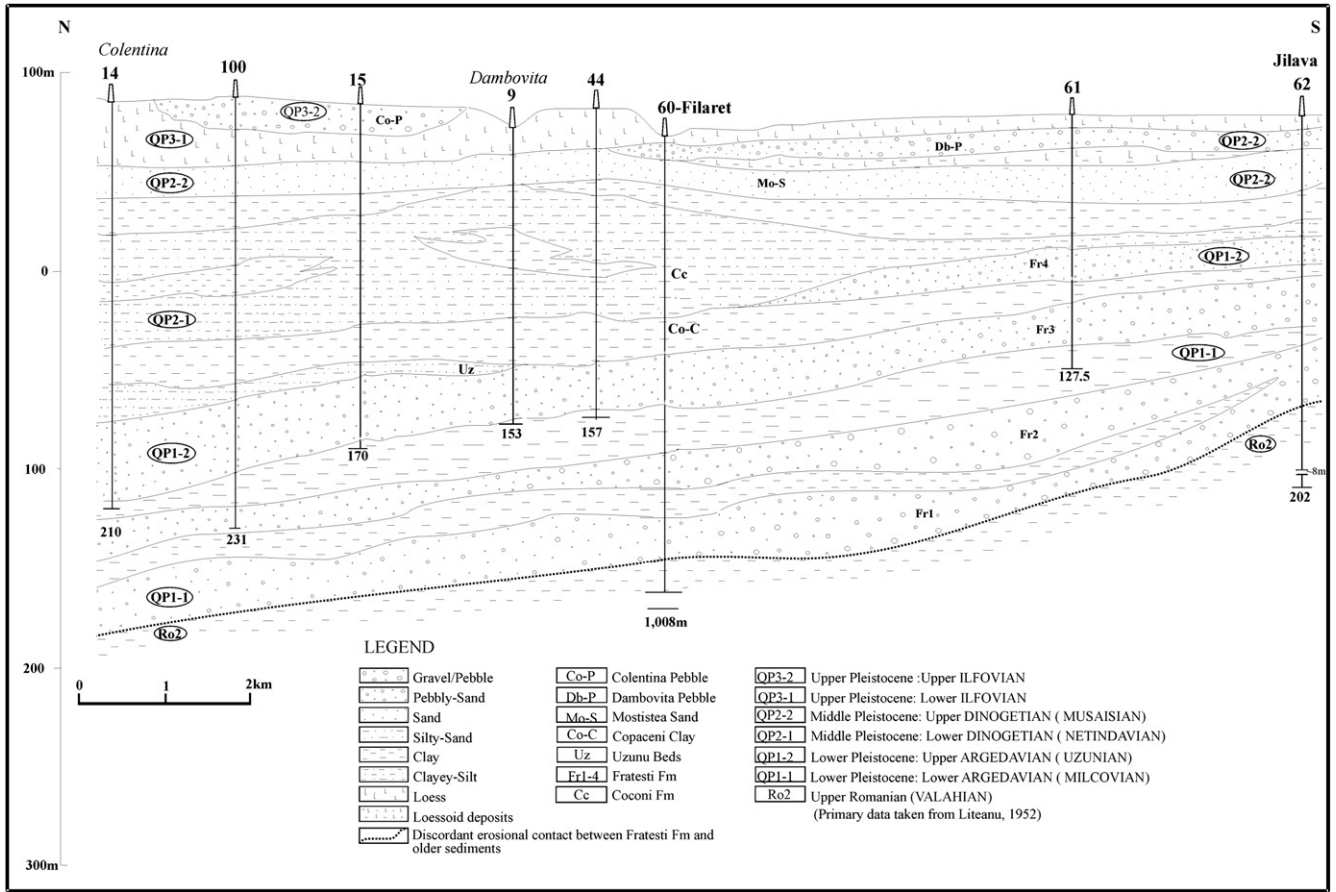 N
S
Colentina
Dambovita
Jilava
14
100
15
9
44
60-Filaret
61
62
100m
0
100
200
300m
QP3-2
Co-P
QP3-1
QP2-2
Db-P
QP2-2
QP2-2
Mo-S
QP1-2
Fr4
Cc
QP2-1
Co-C
Fr3
QP1-1
Uz
127.5
153
157
170
QP1-2
Fr2
Ro2
~8m
202
210
231
Fr1
QP1-1
Ro2
1,008m
0 1 2km
LEGEND
Gravel/Pebble
Pebbly-Sand
Sand
Silty-Sand
Clay
Clayey-Silt
Loess
Loessoid deposits
Discordant erosional contact between Fratesti Fm and
older sediments
Co-P Colentina Pebble
Db-P Dambovita Pebble
Mo-S Mostistea Sand
Co-C Copaceni Clay
Uz Uzunu Beds
Fr1-4 Fratesti Fm
Cc Coconi Fm
QP3-2 Upper Pleistocene :Upper ILFOVIAN
QP3-1 Upper Pleistocene: Lower ILFOVIAN
QP2-2 Middle Pleistocene: Upper DINOGETIAN ( MUSAISIAN)
QP2-1 Middle Pleistocene: Lower DINOGETIAN ( NETINDAVIAN)
QP1-2 Lower Pleistocene: Upper ARGEDAVIAN ( UZUNIAN)
QP1-1 Lower Pleistocene: Lower ARGEDAVIAN ( MILCOVIAN)
Ro2 Upper Romanian (VALAHIAN)
(Primary data taken from Liteanu, 1952)